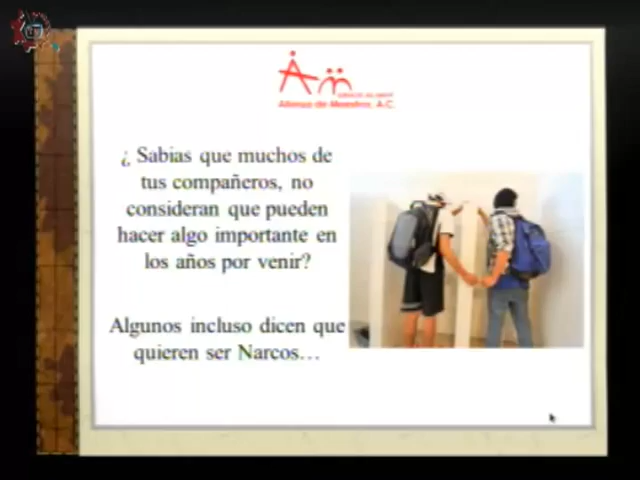 Alianza de Maestros, A.C.
¿ Sabias que muchos de
tus compañeros, no
consideran que pueden
hacer algo importante en
los años por venir?
Algunos incluso dicen que
quieren ser Narcos…